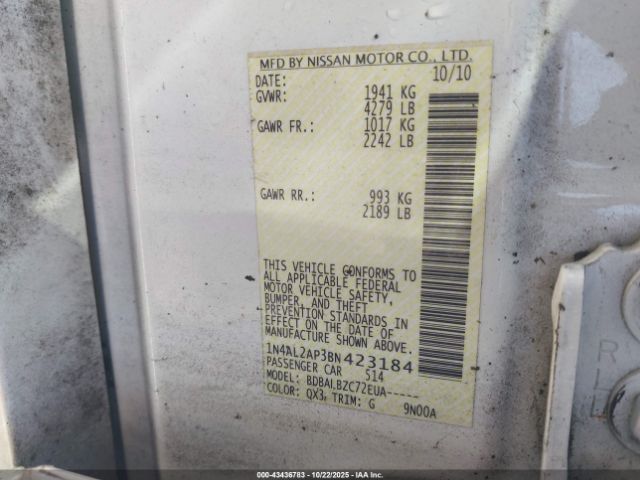 MFD BY NISSAN MOTOR CO., LTD.
DATE: 10/10
GVWR: 1941 KG
4279 LB
GAWR FR.: 1017 KG
2242 LB
GAWR RR.: 993 KG
2189 LB
THIS VEHICLE CONFORMS TO
ALL APPLICABLE FEDERAL
MOTOR VEHICLE SAFETY,
BUMPER, AND THEFT
PREVENTION STANDARDS IN
EFFECT ON THE DATE OF
MANUFACTURE SHOWN ABOVE.
1N4AL2AP3BN423184
PASSENGER CAR S14
MODEL: BDBALBZC72EUA-----
COLOR: QX3, TRIM: G 9N00A
000-43436783 - 10/22/2025 - IAAI.COM